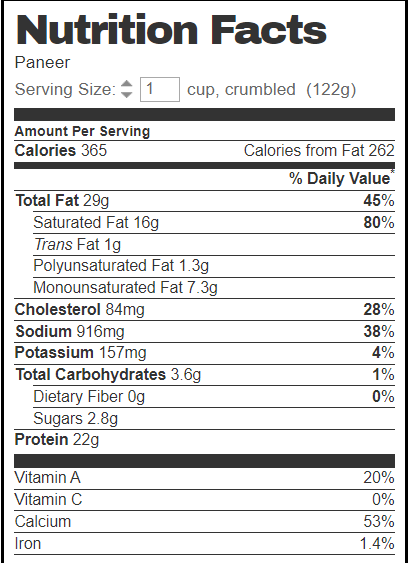 Nutrition Facts
Paneer
Serving Size: 1 cup, crumbled (122g)
Amount Per Serving
Calories 365 Calories from Fat 262
% Daily Value*
Total Fat 29g 45%
Saturated Fat 16g 80%
Trans Fat 1g
Polyunsaturated Fat 1.3g
Monounsaturated Fat 7.3g
Cholesterol 84mg 28%
Sodium 916mg 38%
Potassium 157mg 4%
Total Carbohydrates 3.6g 1%
Dietary Fiber 0g 0%
Sugars 2.8g
Protein 22g
Vitamin A 20%
Vitamin C 0%
Calcium 53%
Iron 1.4%